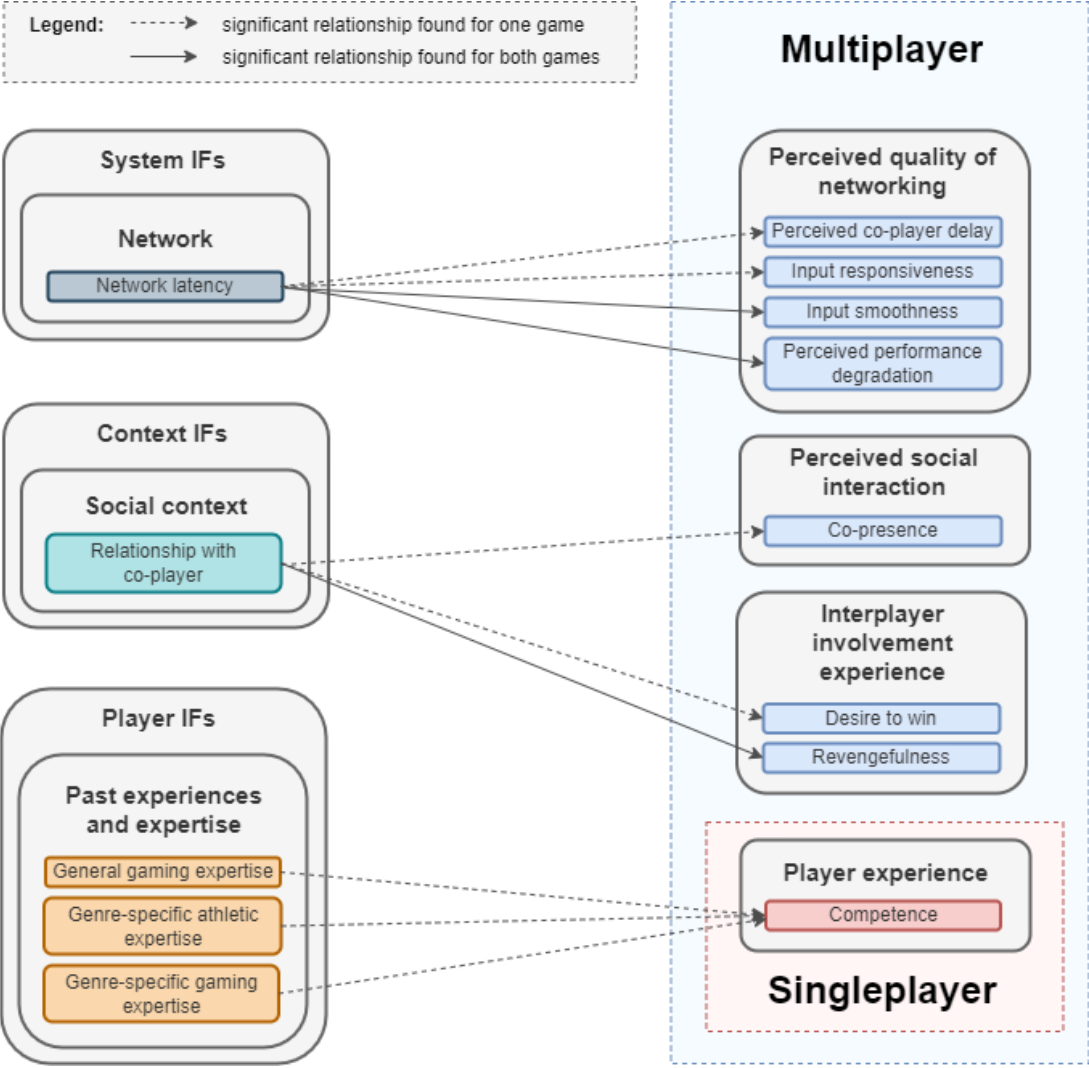 Legend:
significant relationship found for one game
significant relationship found for both games
Multiplayer
System IFs
Network
Network latency
Perceived quality of
networking
Perceived co-player delay
Input responsiveness
Input smoothness
Perceived performance
degradation
Context IFs
Social context
Relationship with
co-player
Perceived social
interaction
Co-presence
Interplayer
involvement
experience
Desire to win
Revengefulness
Player IFs
Past experiences
and expertise
General gaming expertise
Genre-specific athletic
expertise
Genre-specific gaming
expertise
Player experience
Competence
Singleplayer